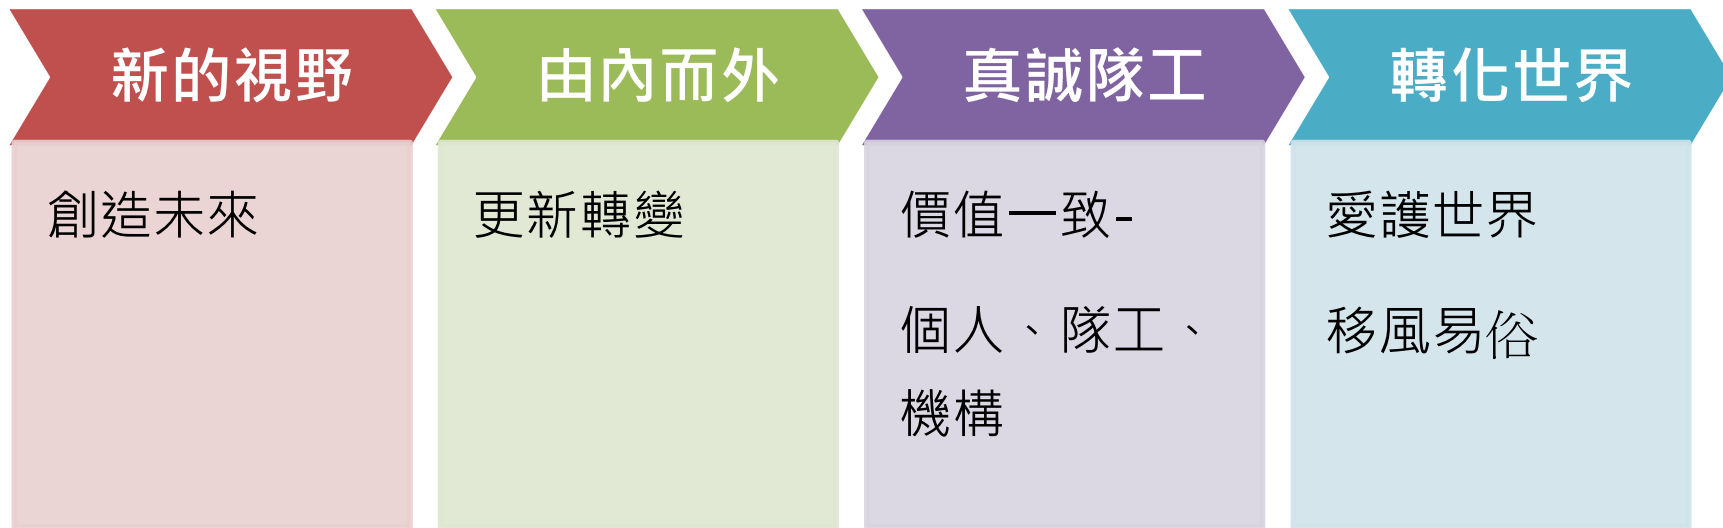 新的視野
創造未來
由內而外
更新轉變
真誠隊工
價值一致-
個人、隊工、
機構
轉化世界
愛護世界
移風易俗